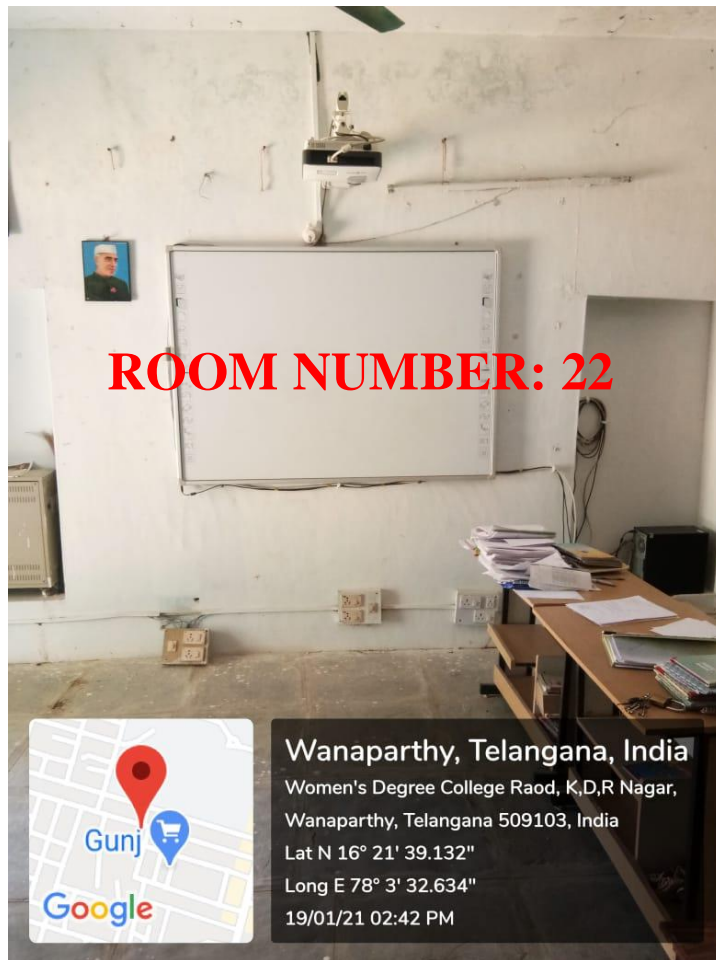 ROOM NUMBER: 22
Gunj
Google
Wanaparthy, Telangana, India
Women's Degree College Raod, K,D,R Nagar,
Wanaparthy, Telangana 509103, India
Lat N 16° 21' 39.132"
Long E 78° 3' 32.634"
19/01/21 02:42 PM